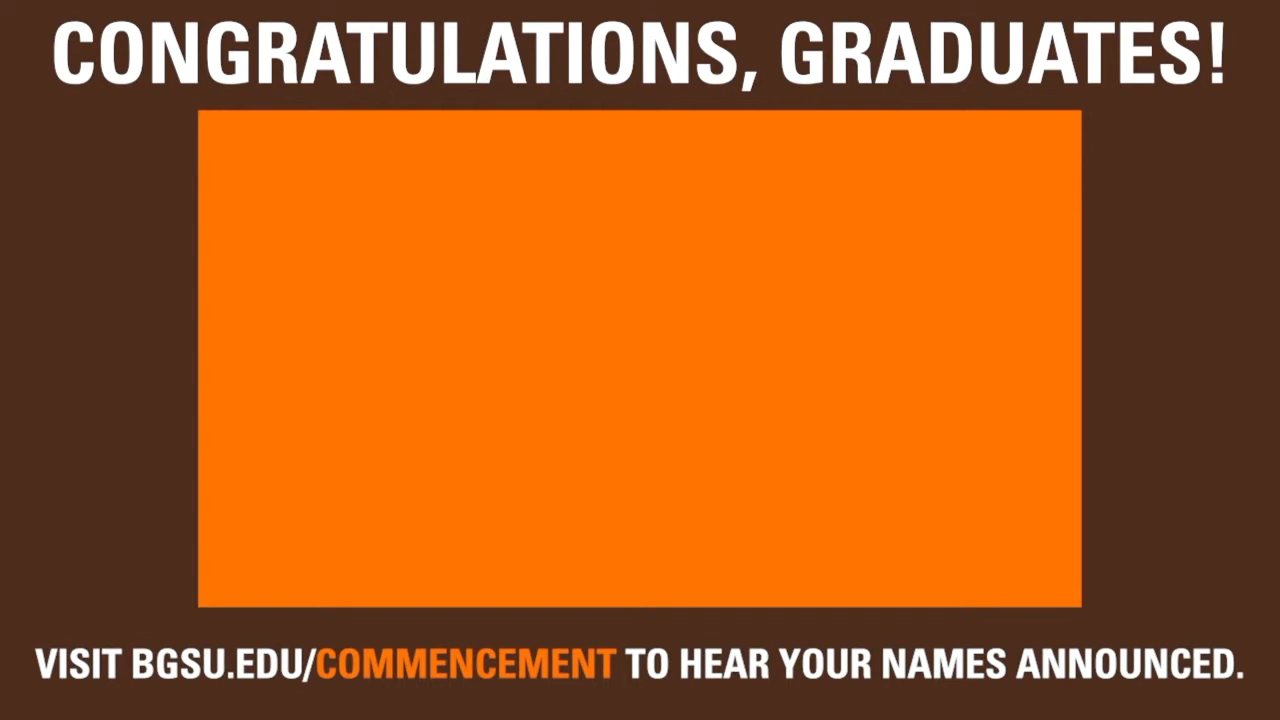 CONGRATULATIONS, GRADUATES!
VISIT BGSU.EDU/COMMENCEMENT TO HEAR YOUR NAMES ANNOUNCED.